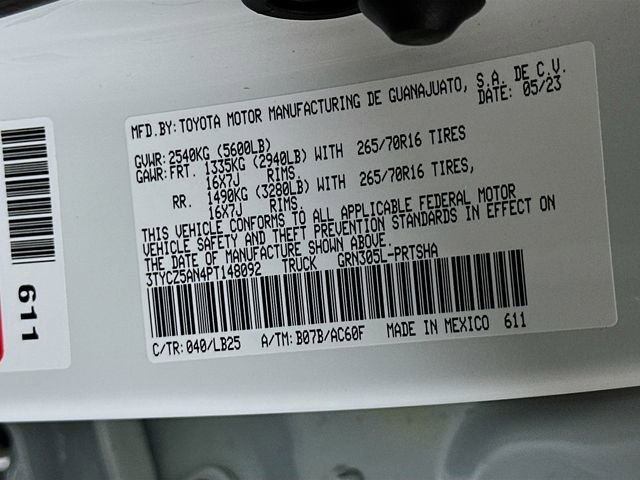 MFD.BY:TOYOTA MOTOR MANUFACTURING DE GUANAJUATO, S.A. DE C.V.
DATE: 05/23
GVWR:2540KG (5600LB)
GAWR:FRT. 1335KG (2940LB) WITH 265/70R16 TIRES
16X7J RIMS.
RR. 1490KG (3280LB) WITH 265/70R16 TIRES,
16X7J RIMS.
THIS VEHICLE CONFORMS TO ALL APPLICABLE FEDERAL MOTOR
VEHICLE SAFETY AND THEFT PREVENTION STANDARDS IN EFFECT ON
THE DATE OF MANUFACTURE SHOWN ABOVE.
3TYCZ5AN4PT148092 TRUCK GRN305L-PRTSHA
C/TR:040/LB25 A/TM:B07B/AC60F MADE IN MEXICO 611
611